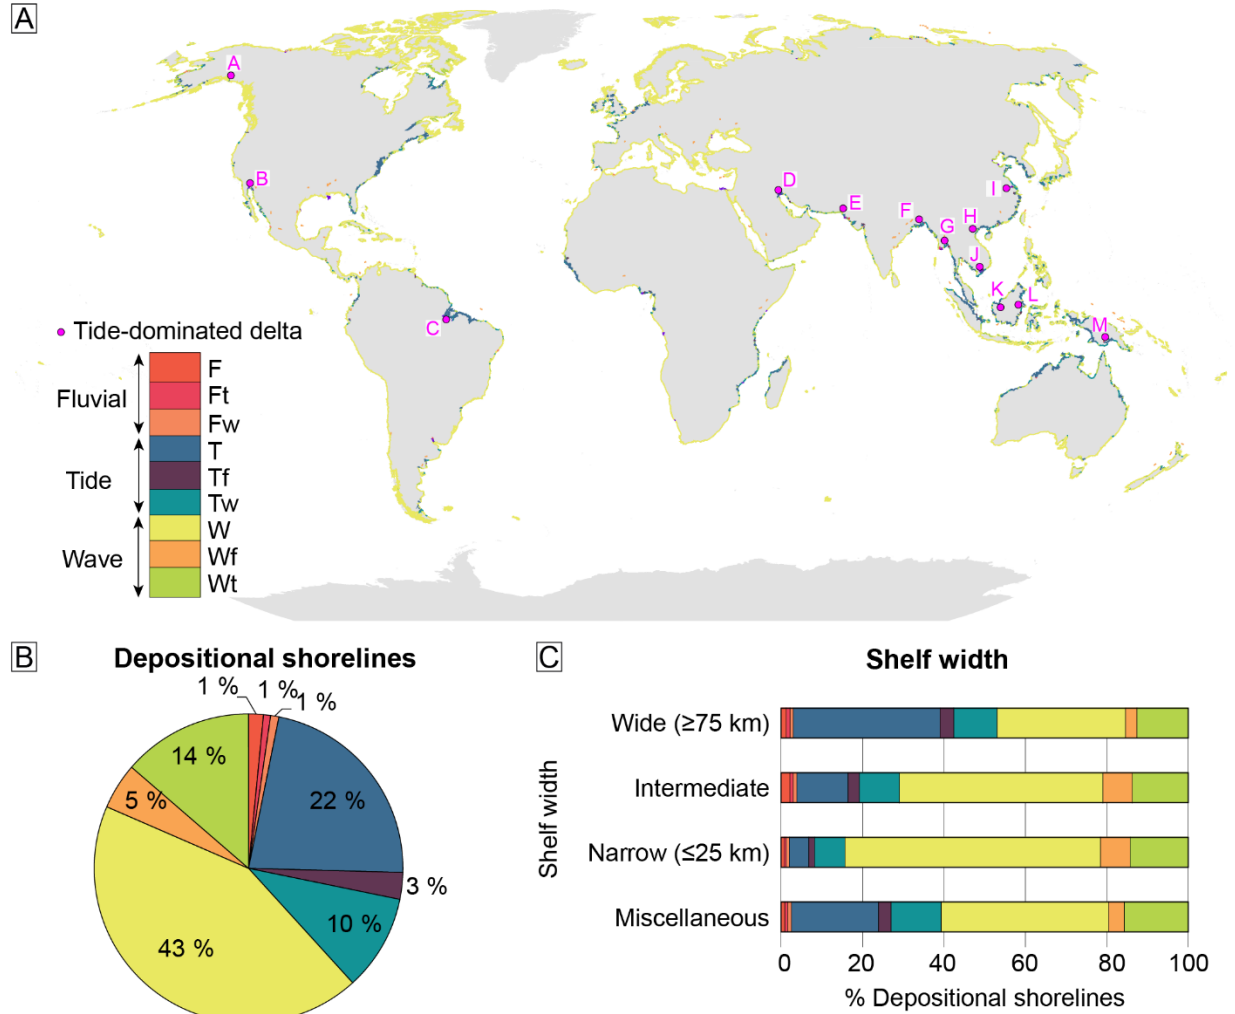 A
A
B
C
D
E
F
G
H
I
J
K
L
M
Tide-dominated delta
Fluvial
F
Ft
Fw
Tide
T
Tf
Tw
Wave
W
Wf
Wt
B
Depositional shorelines
1 %
1 %
1 %
14 %
22 %
5 %
3 %
10 %
43 %
C
Shelf width
Shelf width
Wide (≥75 km)
Intermediate
Narrow (≤25 km)
Miscellaneous
0 20 40 60 80 100
% Depositional shorelines